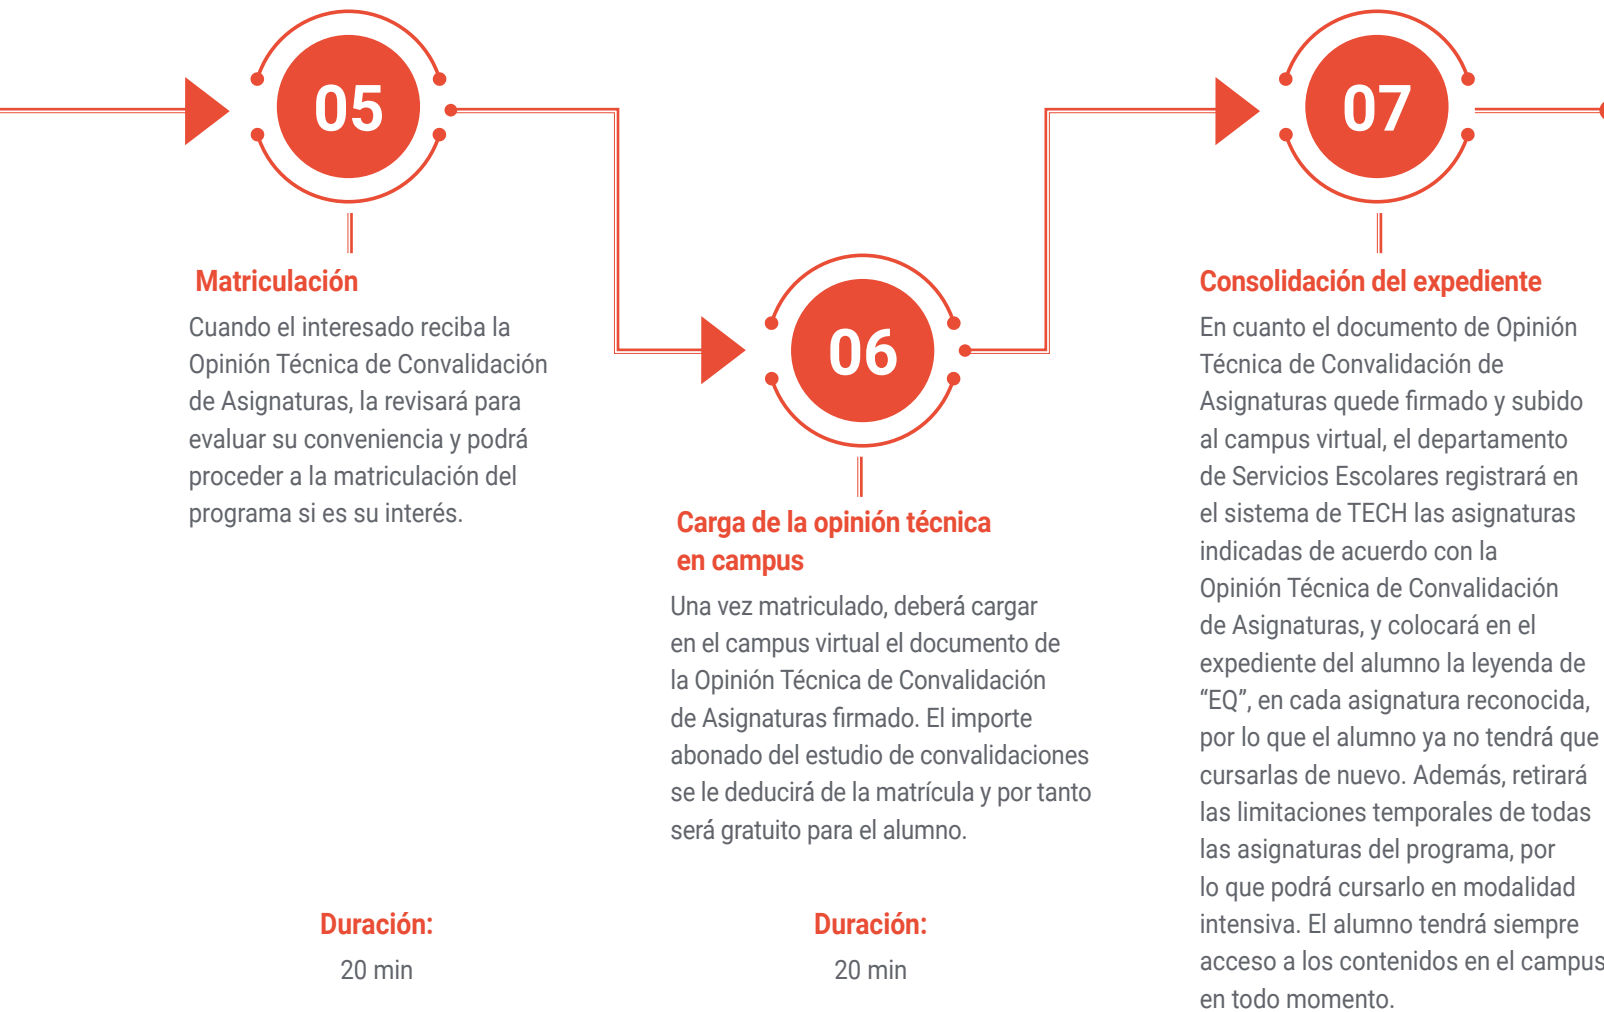 05
Matriculación
Cuando el interesado reciba la
Opinión Técnica de Convalidación
de Asignaturas, la revisará para
evaluar su conveniencia y podrá
proceder a la matriculación del
programa si es su interés.
Duración:
20 min
06
Carga de la opinión técnica
en campus
Una vez matriculado, deberá cargar
en el campus virtual el documento de
la Opinión Técnica de Convalidación
de Asignaturas firmado. El importe
abonado del estudio de convalidaciones
se le deducirá de la matrícula y por tanto
será gratuito para el alumno.
Duración:
20 min
07
Consolidación del expediente
En cuanto el documento de Opinión
Técnica de Convalidación de
Asignaturas quede firmado y subido
al campus virtual, el departamento
de Servicios Escolares registrará en
el sistema de TECH las asignaturas
indicadas de acuerdo con la
Opinión Técnica de Convalidación
de Asignaturas, y colocará en el
expediente del alumno la leyenda de
“EQ”, en cada asignatura reconocida,
por lo que el alumno ya no tendrá que
cursarlas de nuevo. Además, retirará
las limitaciones temporales de todas
las asignaturas del programa, por
lo que podrá cursarlo en modalidad
intensiva. El alumno tendrá siempre
acceso a los contenidos en el campus
en todo momento.